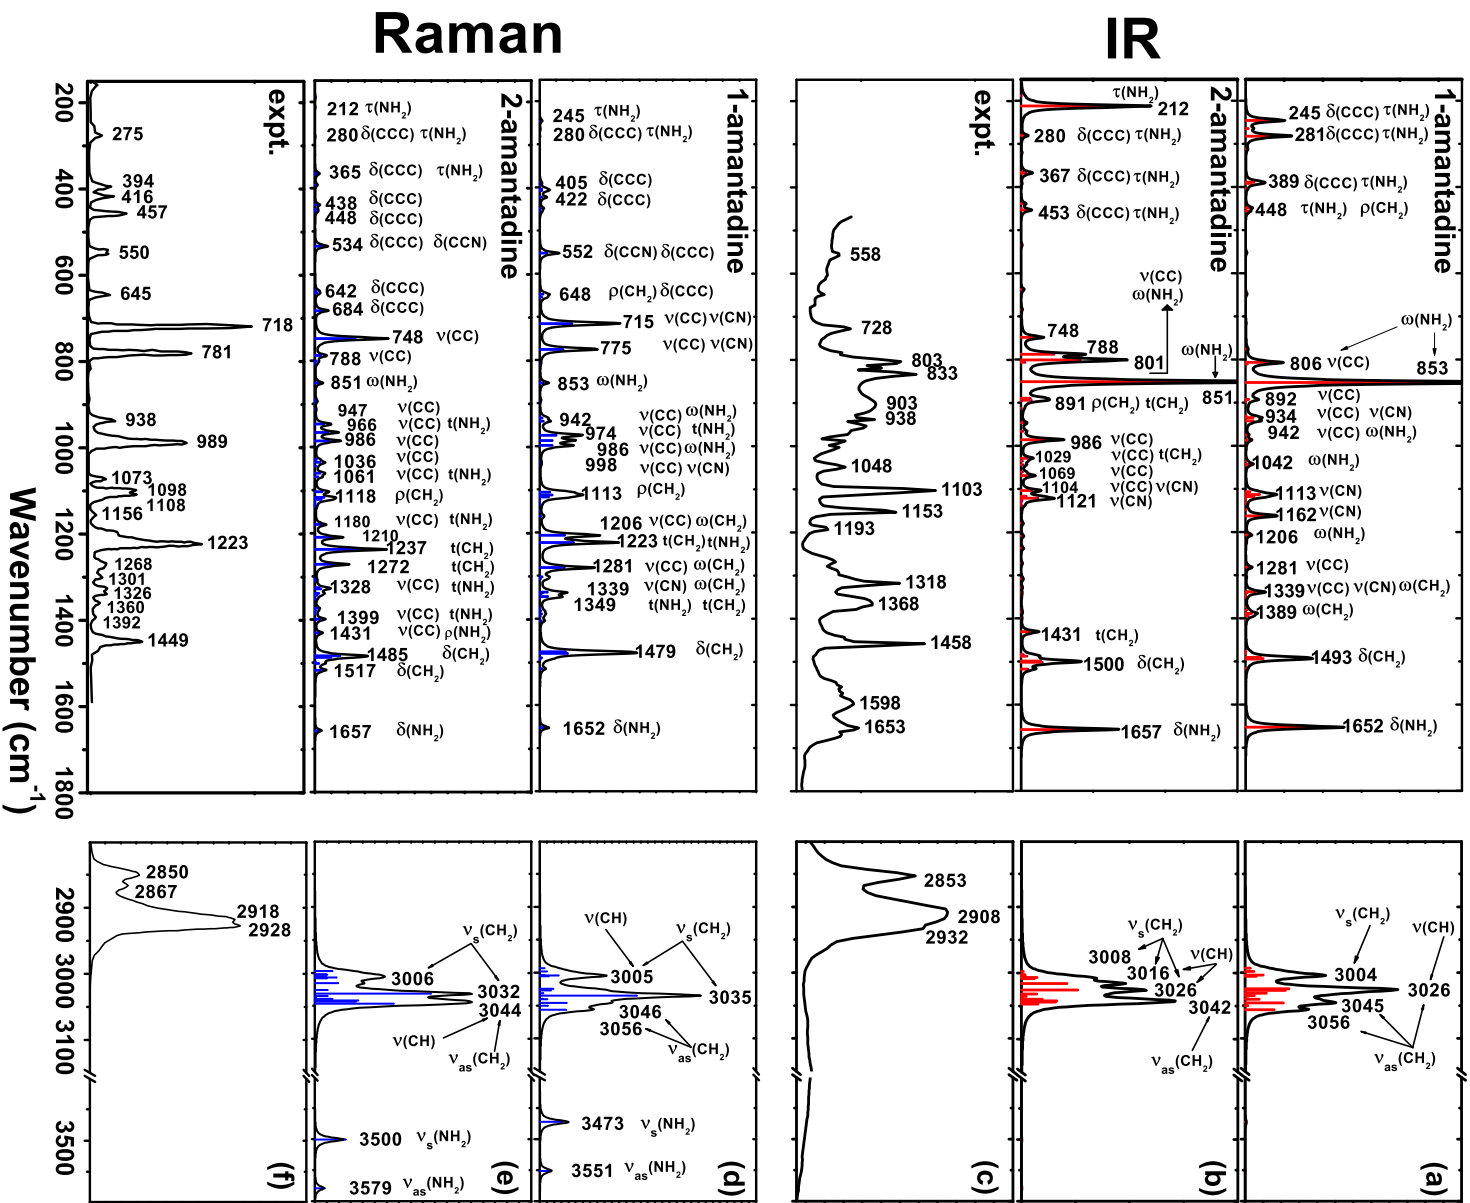 Raman
IR
expt.
275
394
416
457
550
645
718
781
938
989
1073
1098
1108
1156
1223
1268
1301
1326
1360
1392
1449
2850
2867
2918
2928
(f)
200
400
600
800
1000
1200
1400
1600
1800
2900
3000
3100
3500
Wavenumber (cm⁻¹)
2-amantadine
212 τ(NH₂)
280 δ(CCC) τ(NH₂)
365 δ(CCC) τ(NH₂)
438 δ(CCC)
448 δ(CCC)
534 δ(CCC) δ(CCN)
642 δ(CCC)
684 δ(CCC)
748 ν(CC)
788 ν(CC)
851 ω(NH₂)
947 ν(CC)
966 ν(CC) t(NH₂)
986 ν(CC)
1036 ν(CC)
1061 ν(CC) t(NH₂)
1118 ρ(CH₂)
1180 ν(CC) t(NH₂)
1210
1237 t(CH₂)
1272 t(CH₂)
1328 ν(CC) t(NH₂)
1399 ν(CC) t(NH₂)
1431 ν(CC) ρ(NH₂)
1485 δ(CH₂)
1517 δ(CH₂)
1657 δ(NH₂)
νₛ(CH₂)
3006
3032
3044
ν(CH)
νₐₛ(CH₂)
3500 νₛ(NH₂)
3579 νₐₛ(NH₂)
(e)
1-amantadine
245 τ(NH₂)
280 δ(CCC) τ(NH₂)
405 δ(CCC)
422 δ(CCC)
552 δ(CCN) δ(CCC)
648 ρ(CH₂) δ(CCC)
715 ν(CC) ν(CN)
775 ν(CC) ν(CN)
853 ω(NH₂)
942 ν(CC) ω(NH₂)
974 ν(CC) t(NH₂)
986 ν(CC) ω(NH₂)
998 ν(CC) ν(CN)
1113 ρ(CH₂)
1206 ν(CC) ω(CH₂)
1223 t(CH₂) t(NH₂)
1281 ν(CC) ω(CH₂)
1339 ν(CN) ω(CH₂)
1349 t(NH₂) t(CH₂)
1479 δ(CH₂)
1652 δ(NH₂)
ν(CH)
νₛ(CH₂)
3005
3035
3046
3056
νₐₛ(CH₂)
3473 νₛ(NH₂)
3551 νₐₛ(NH₂)
(d)
expt.
558
728
803
833
903
938
1048
1103
1153
1193
1318
1368
1458
1598
1653
2853
2908
2932
(c)
2-amantadine
τ(NH₂)
212
280 δ(CCC) τ(NH₂)
367 δ(CCC) τ(NH₂)
453 δ(CCC) τ(NH₂)
ν(CC)
ω(NH₂)
748
788
801
ω(NH₂)
851
891 ρ(CH₂) t(CH₂)
986 ν(CC)
1029 ν(CC) t(CH₂)
1069 ν(CC)
1104 ν(CC) ν(CN)
1121 ν(CN)
1431 t(CH₂)
1500 δ(CH₂)
1657 δ(NH₂)
νₛ(CH₂)
ν(CH)
3008
3016
3026
3042
νₐₛ(CH₂)
(b)
1-amantadine
245 δ(CCC) τ(NH₂)
281 δ(CCC) τ(NH₂)
389 δ(CCC) τ(NH₂)
448 τ(NH₂) ρ(CH₂)
ω(NH₂)
806 ν(CC)
853
892 ν(CC)
934 ν(CC) ν(CN)
942 ν(CC) ω(NH₂)
1042 ω(NH₂)
1113 ν(CN)
1162 ν(CN)
1206 ω(NH₂)
1281 ν(CC)
1339 ν(CC) ν(CN) ω(CH₂)
1389 ω(CH₂)
1493 δ(CH₂)
1652 δ(NH₂)
νₛ(CH₂)
ν(CH)
3004
3026
3045
3056
νₐₛ(CH₂)
(a)